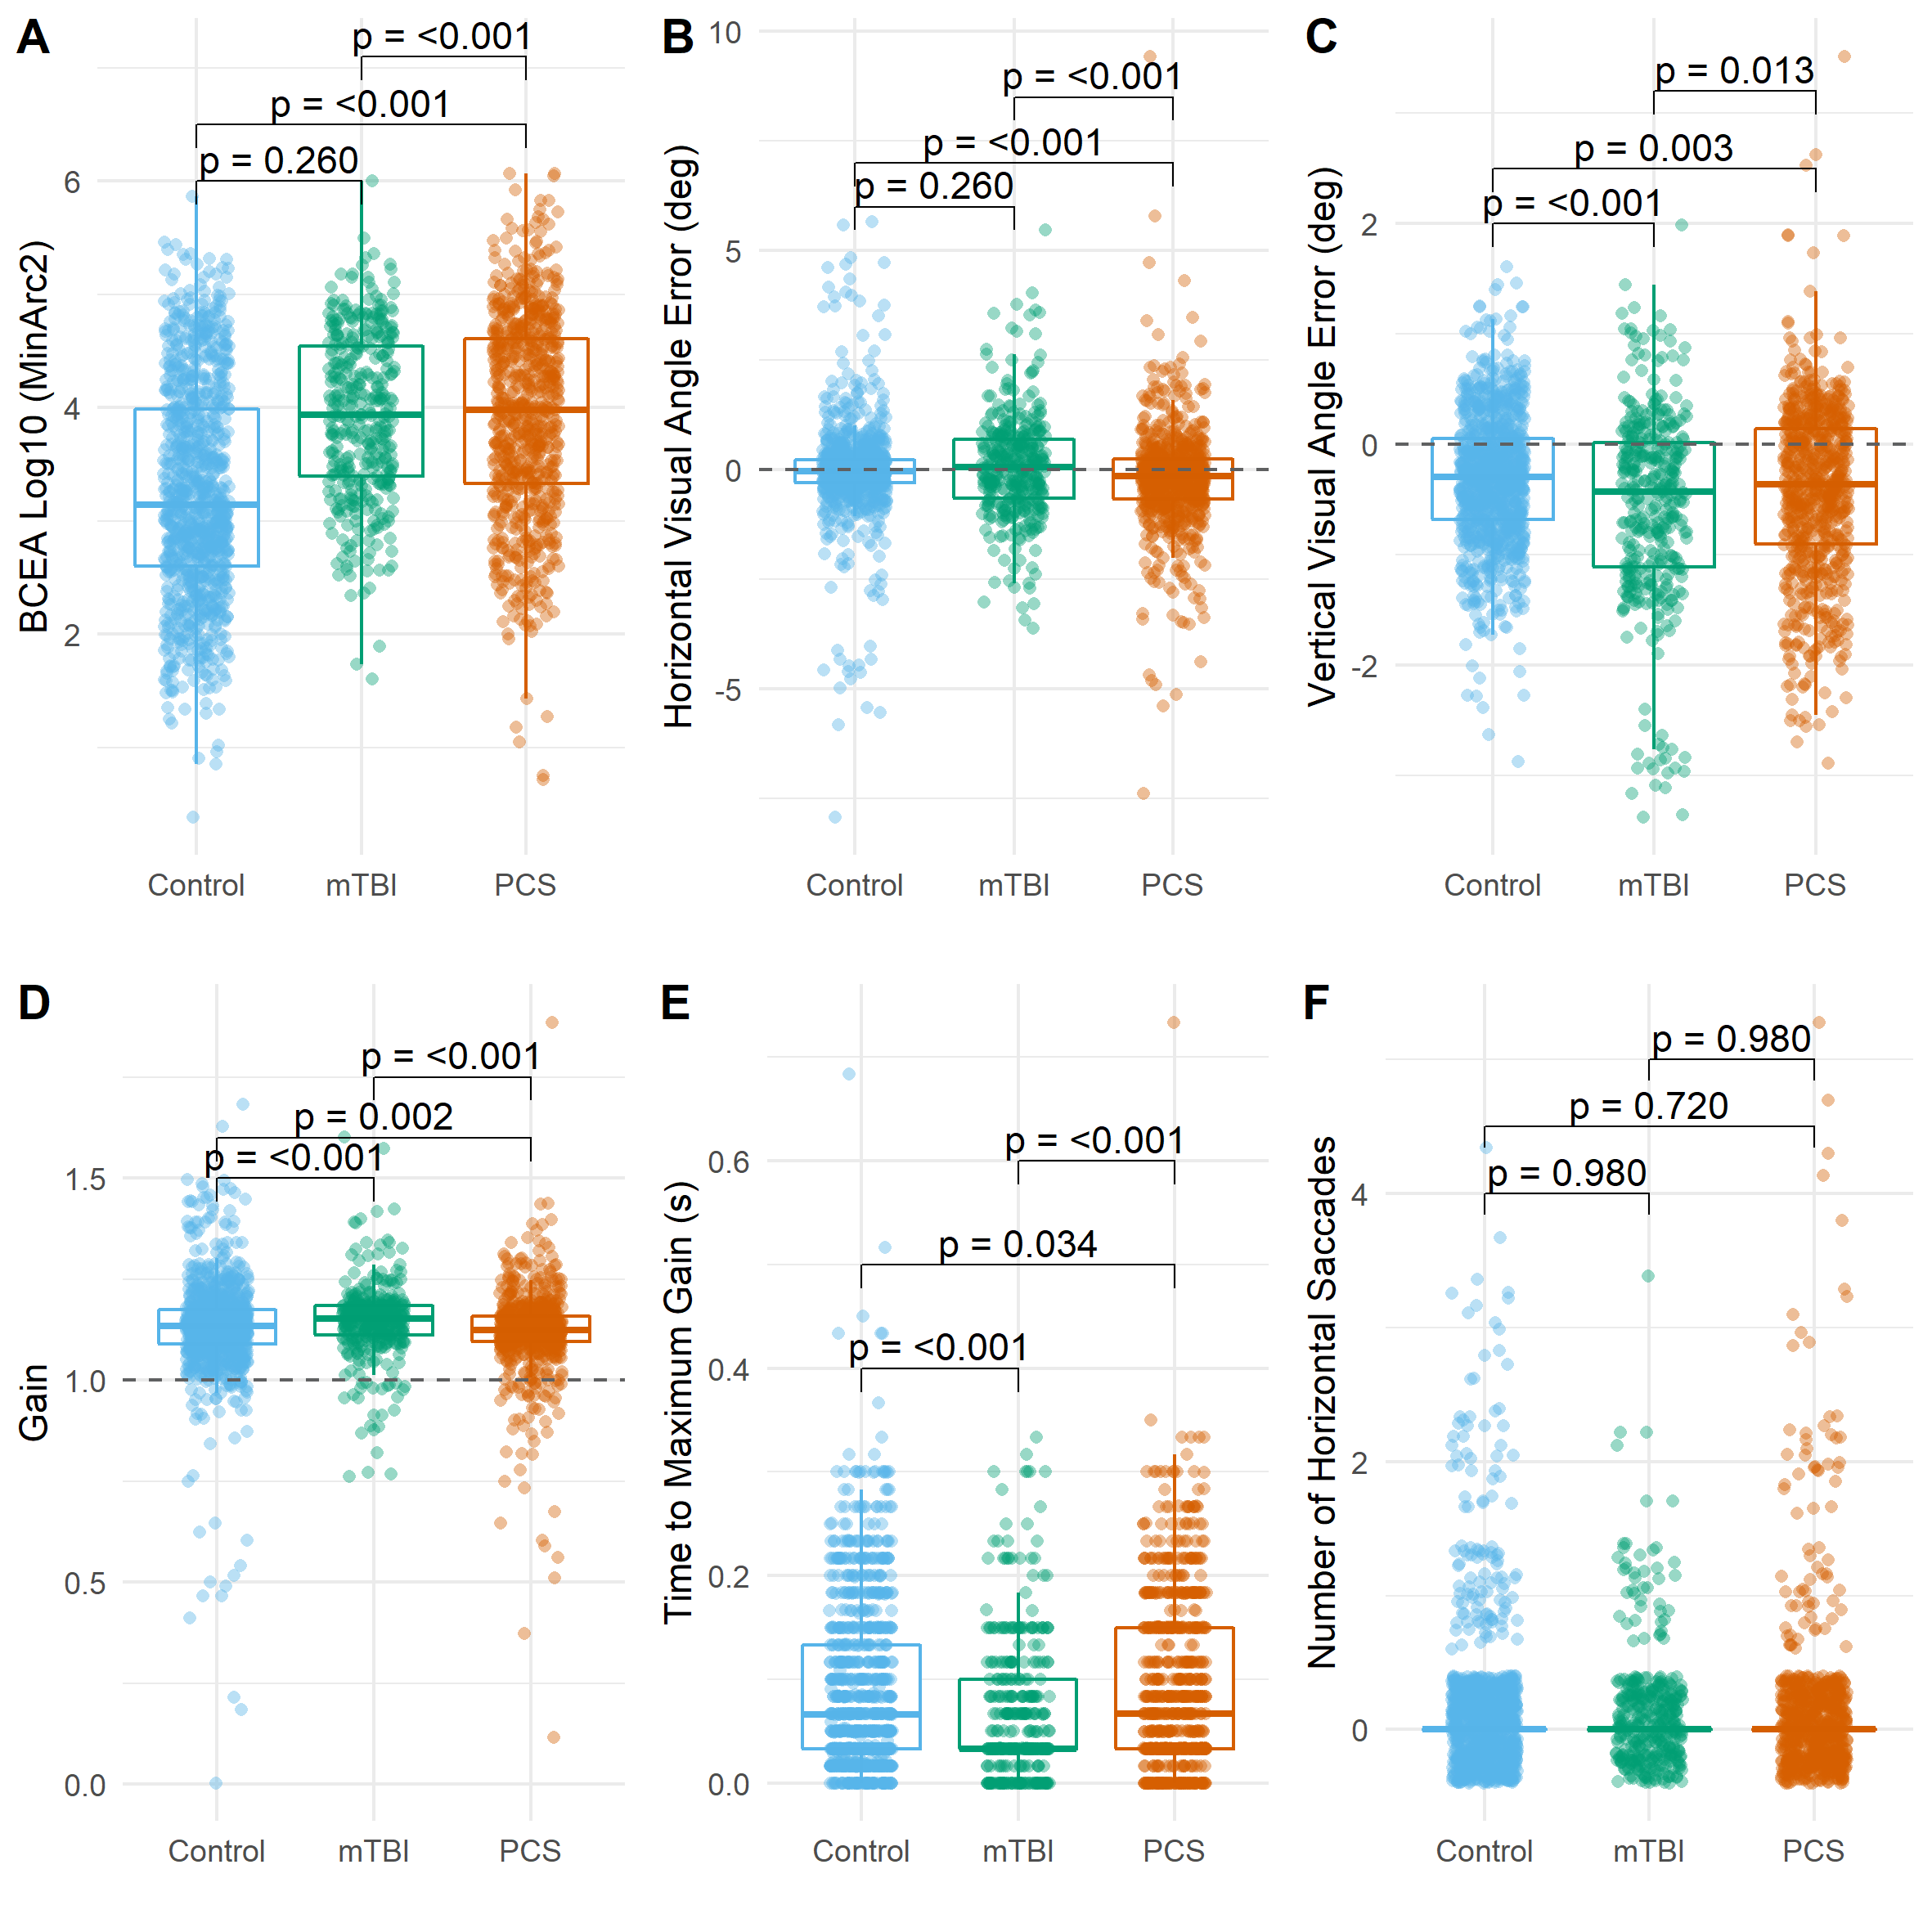 A
BCEA Log10 (MinArc2)
6
4
2
p = <0.001
p = <0.001
p = 0.260
Control mTBI PCS
B
Horizontal Visual Angle Error (deg)
10
5
0
-5
p = <0.001
p = <0.001
p = 0.260
Control mTBI PCS
C
Vertical Visual Angle Error (deg)
2
0
-2
p = 0.013
p = 0.003
p = <0.001
Control mTBI PCS
D
Gain
1.5
1.0
0.5
0.0
p = <0.001
p = 0.002
p = <0.001
Control mTBI PCS
E
Time to Maximum Gain (s)
0.6
0.4
0.2
0.0
p = <0.001
p = 0.034
p = <0.001
Control mTBI PCS
F
Number of Horizontal Saccades
4
2
0
p = 0.980
p = 0.720
p = 0.980
Control mTBI PCS